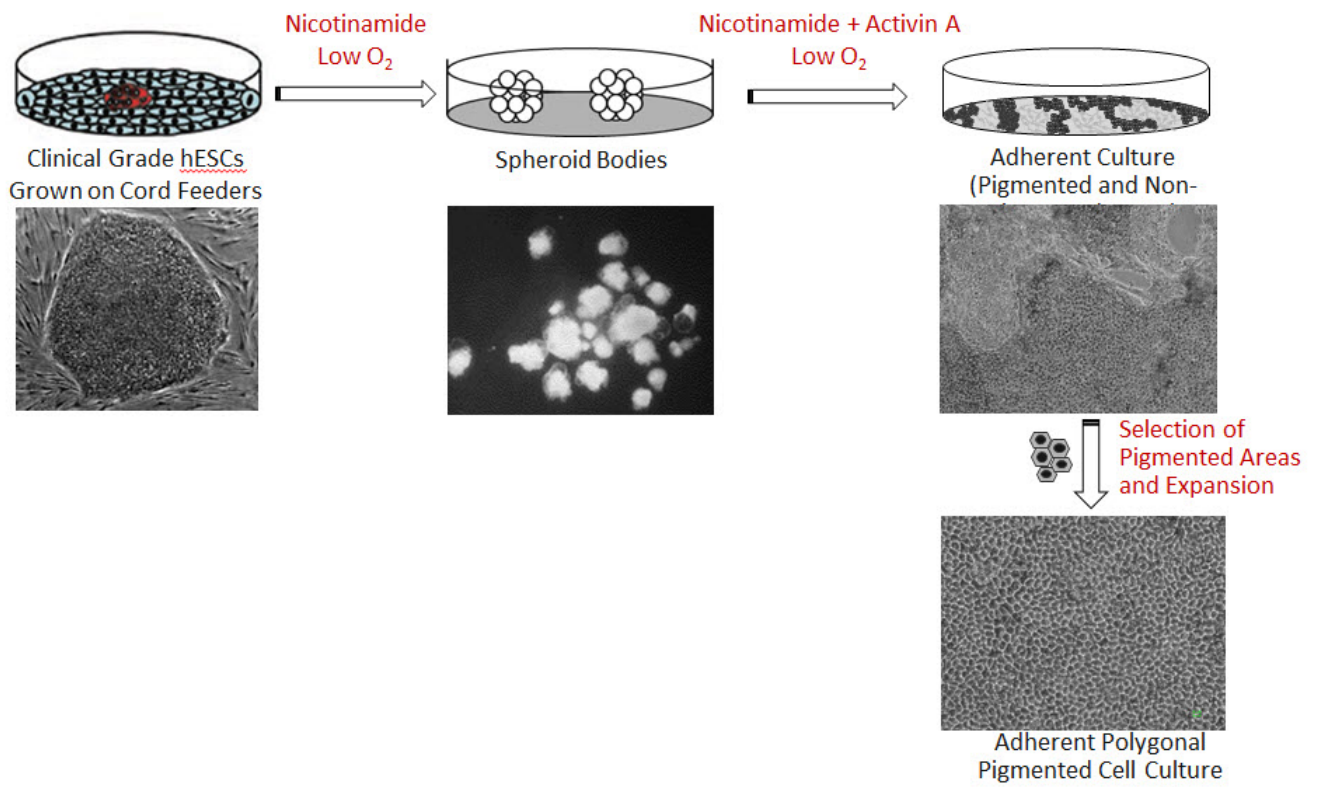 Nicotinamide
Low O₂
Nicotinamide + Activin A
Low O₂
Clinical Grade hESCs
Grown on Cord Feeders
Spheroid Bodies
Adherent Culture
(Pigmented and Non-
Selection of
Pigmented Areas
and Expansion
Adherent Polygonal
Pigmented Cell Culture